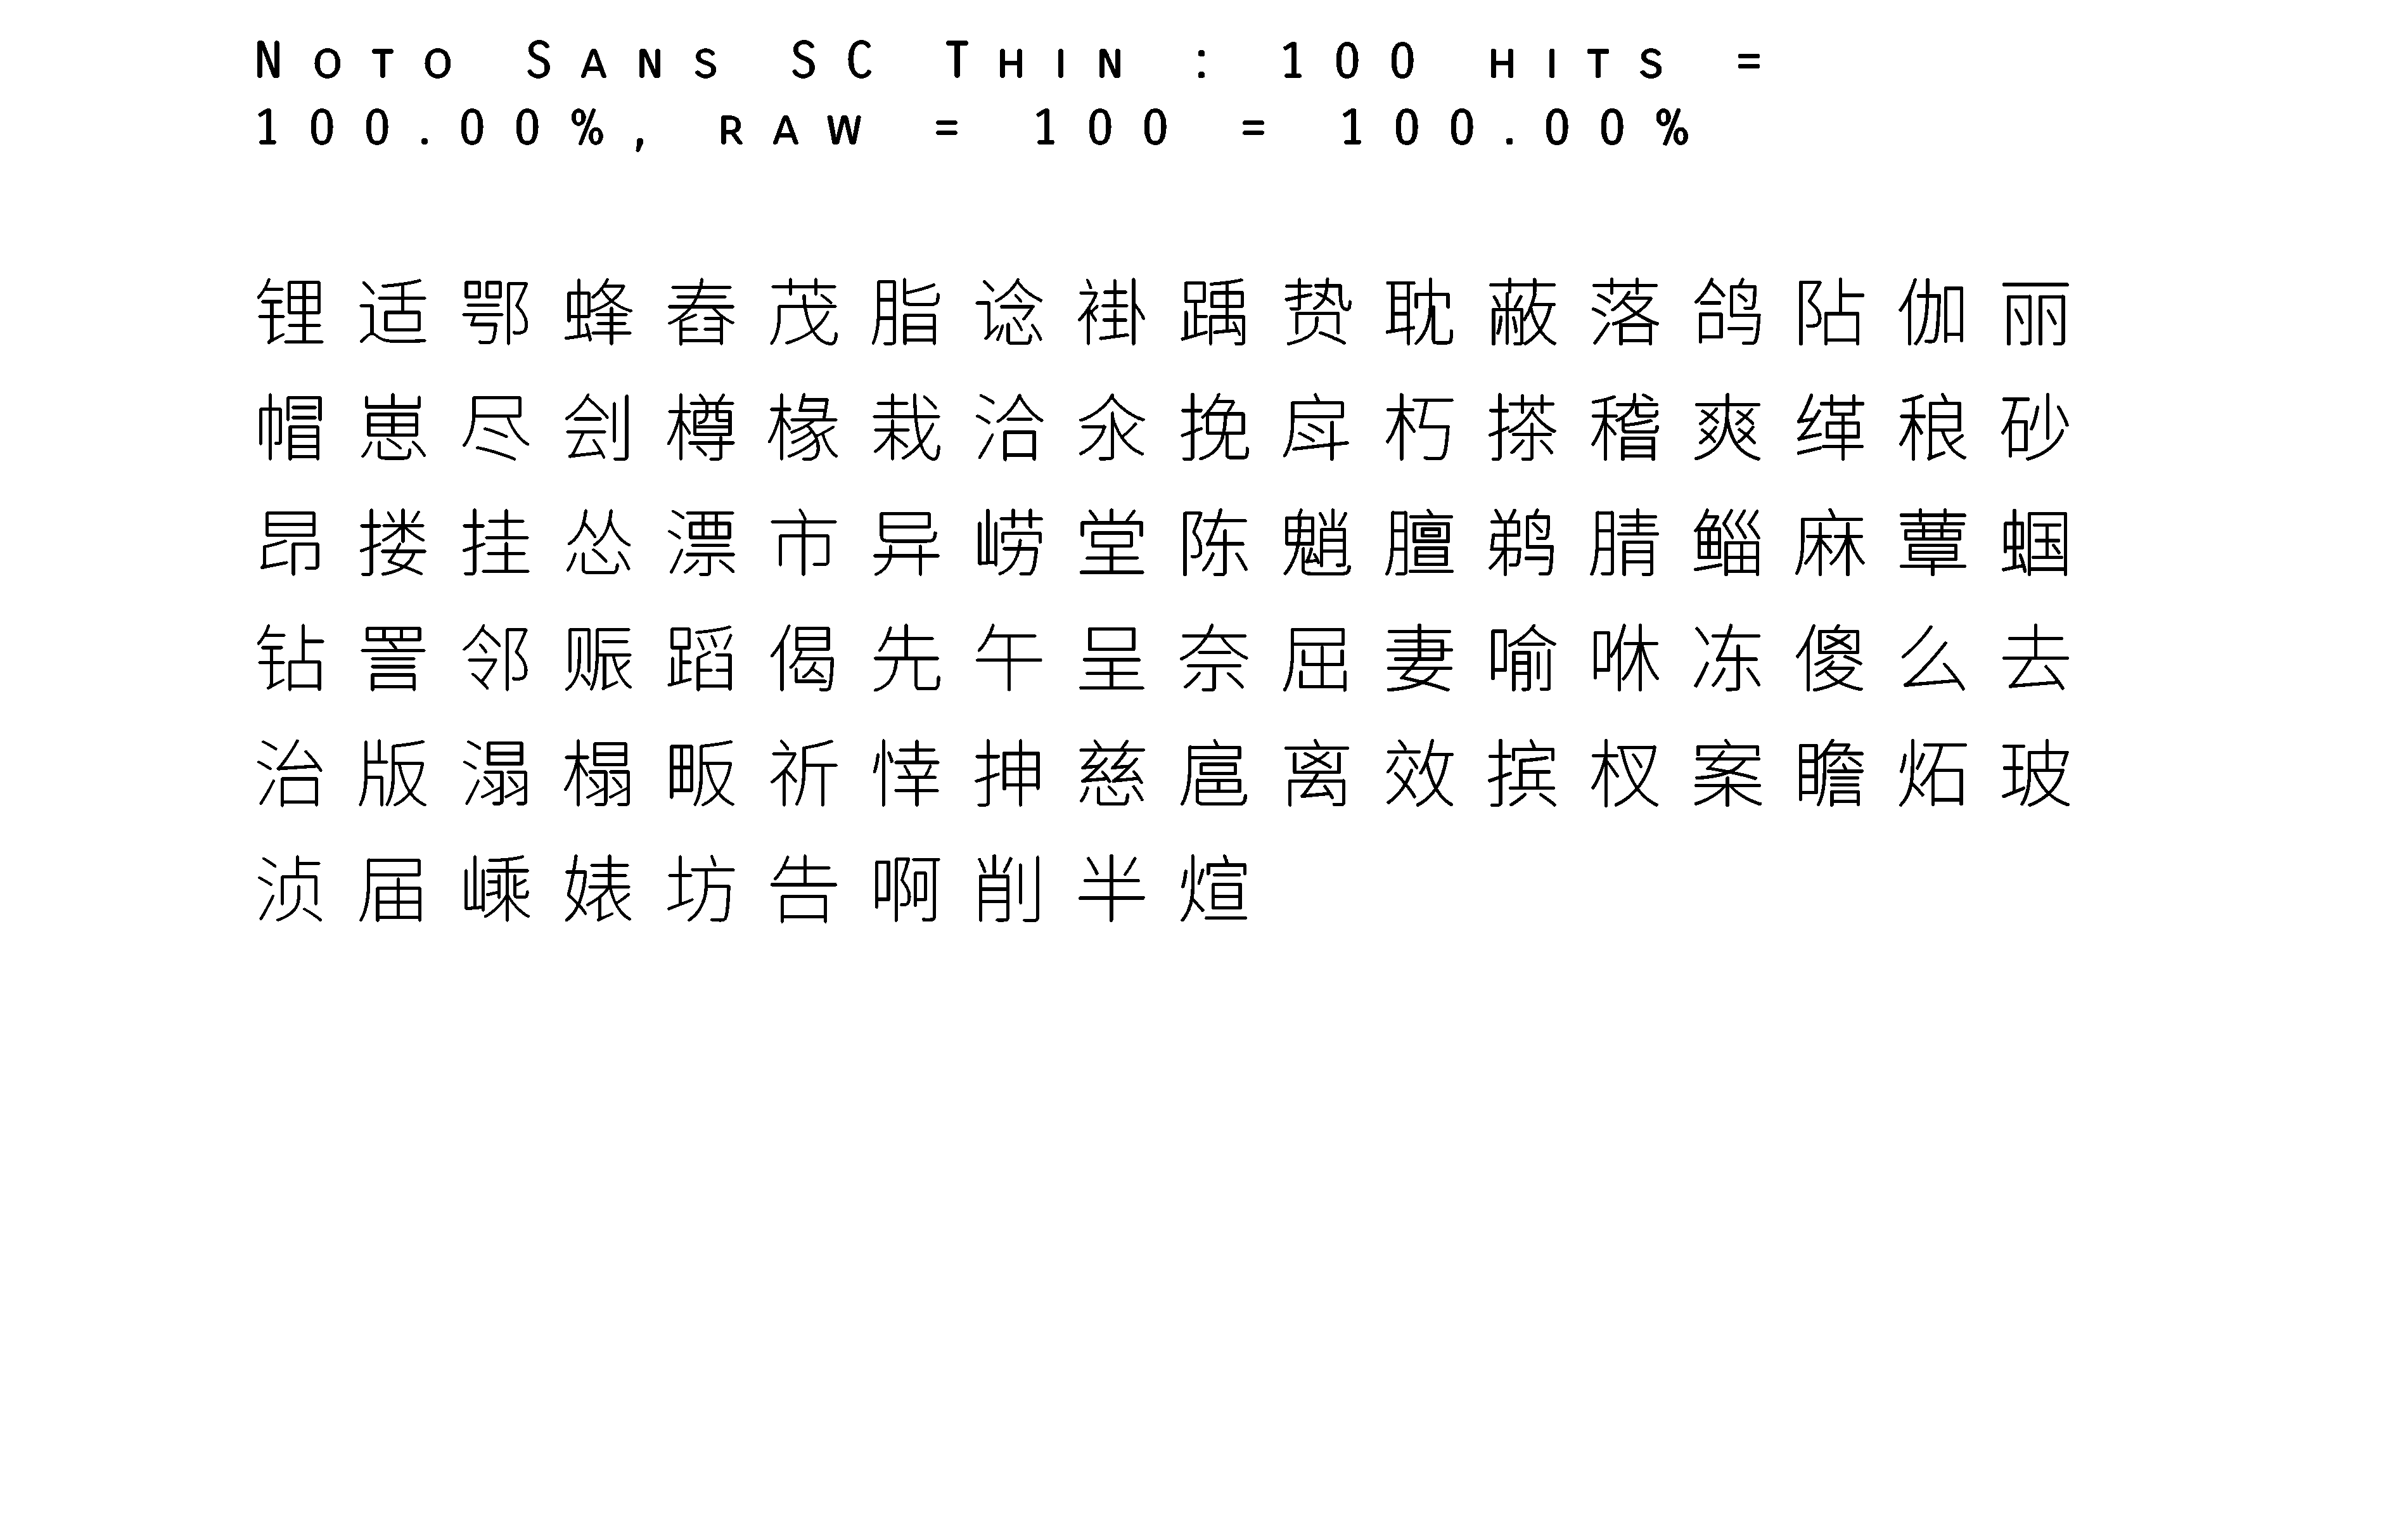 Noto Sans SC Thin : 100 hits =
100.00%, raw = 100 = 100.00%
锂适鄂蜂舂茂脂谂褂踽贽耽蔽落鸽阽伽丽
帽崽尽刽樽椽栽洽汆挽戽朽搽稽爽缂稂砂
昂搂挂怂漂市异崂堂陈魈膻鹈腈鲻麻蕈蝈
钻詈邻赈蹈偈先午呈奈屈妻喻咻冻傻么去
治版溻榻畈祈悻抻慈扈离效摈杈案瞻炻玻
浈届嵊婊坊告啊削半煊